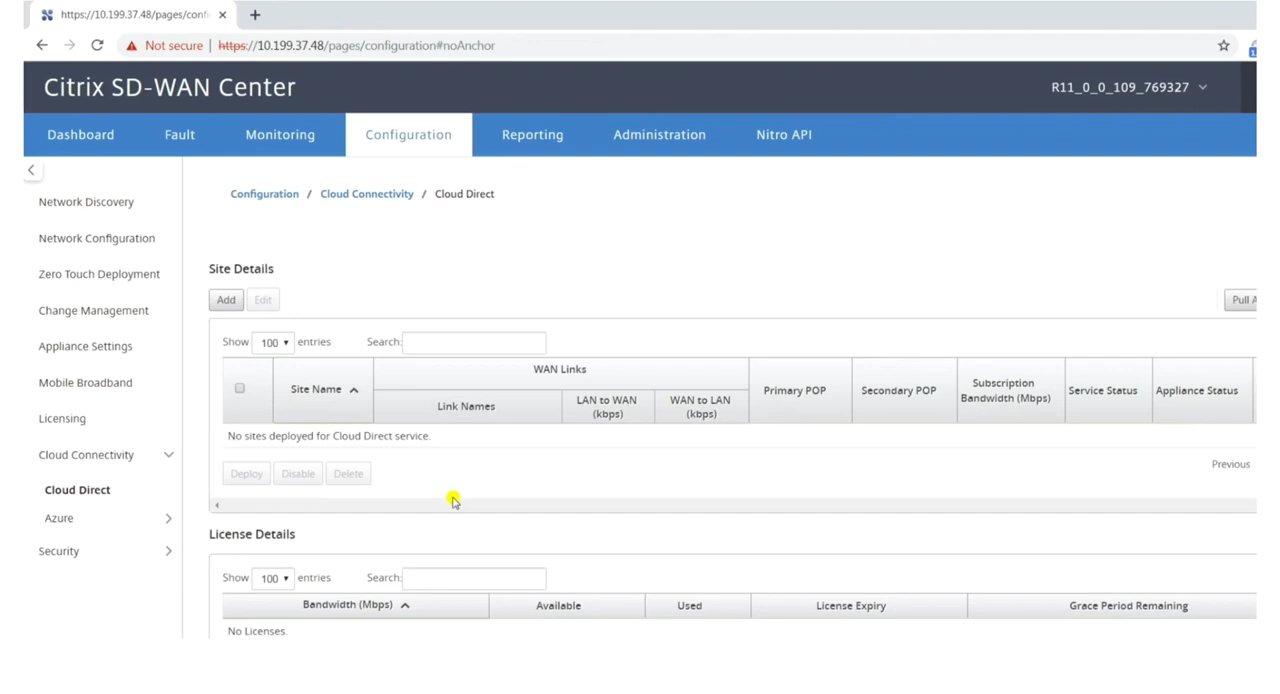 https://10.199.37.48/pages/confi
Not secure | https://10.199.37.48/pages/configuration#noAnchor
Citrix SD-WAN Center
R11_0_0_109_769327
Dashboard Fault Monitoring Configuration Reporting Administration Nitro API
Network Discovery
Network Configuration
Zero Touch Deployment
Change Management
Appliance Settings
Mobile Broadband
Licensing
Cloud Connectivity
Cloud Direct
Azure
Security
Configuration / Cloud Connectivity / Cloud Direct
Site Details
Add Edit
Pull A
Show 100 entries Search:
Site Name
WAN Links
Link Names
LAN to WAN
(kbps)
WAN to LAN
(kbps)
Primary POP
Secondary POP
Subscription
Bandwidth (Mbps)
Service Status
Appliance Status
No sites deployed for Cloud Direct service.
Previous
Deploy Disable Delete
License Details
Show 100 entries Search:
Bandwidth (Mbps) Available Used License Expiry Grace Period Remaining
No Licenses.